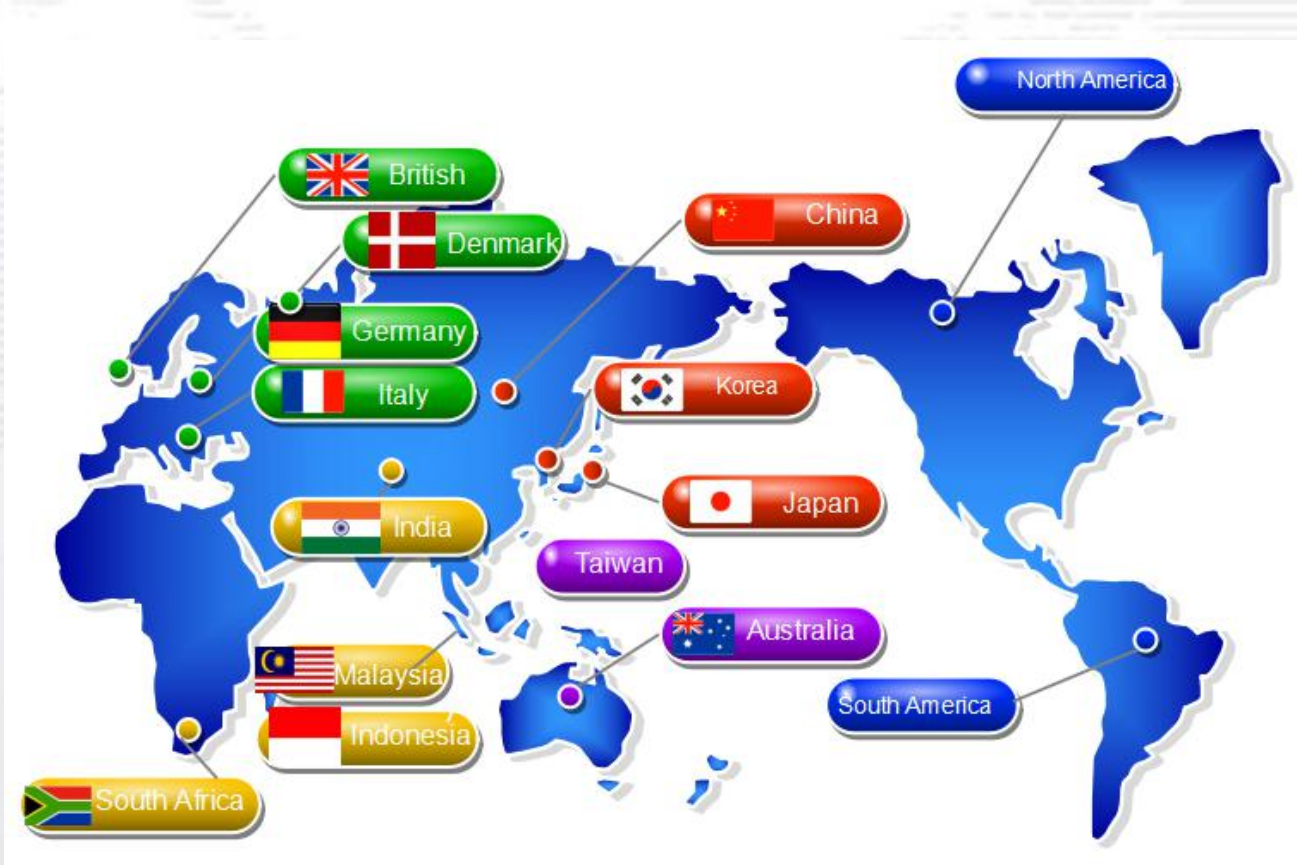 North America
British
China
Denmark
Germany
Korea
Italy
Japan
India
Taiwan
Australia
Malaysia
South America
Indonesia
South Africa